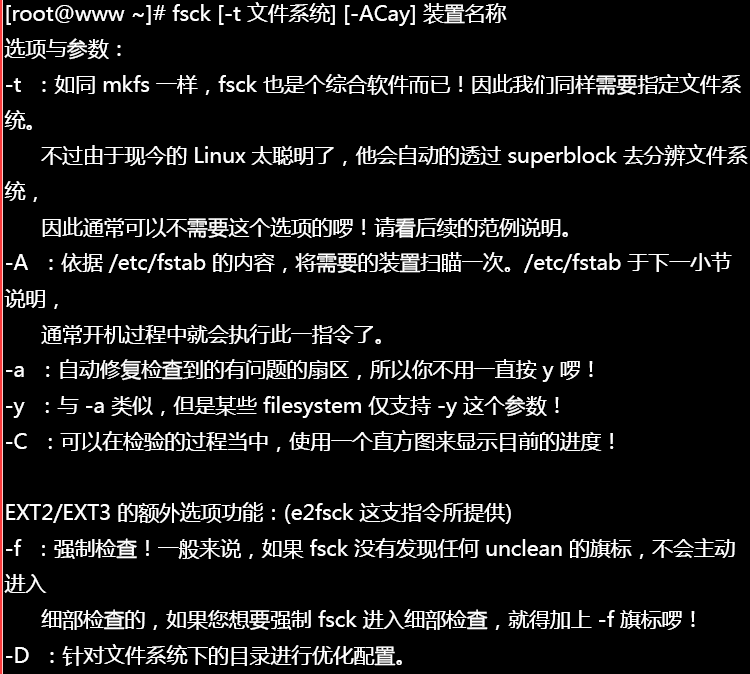 [root@www ~]# fsck [-t 文件系统] [-ACay] 装置名称
选项与参数：
-t ：如同 mkfs 一样，fsck 也是个综合软件而已！因此我们同样需要指定文件系
统。
不过由于现今的 Linux 太聪明了，他会自动的透过 superblock 去分辨文件系
统，
因此通常可以不需要这个选项的啰！请看后续的范例说明。
-A ：依据 /etc/fstab 的内容，将需要的装置扫瞄一次。/etc/fstab 于下一小节
说明，
通常开机过程中就会执行此一指令了。
-a ：自动修复检查到的有问题的扇区，所以你不用一直按 y 啰！
-y ：与 -a 类似，但是某些 filesystem 仅支持 -y 这个参数！
-C ：可以在检验的过程当中，使用一个直方图来显示目前的进度！
EXT2/EXT3 的额外选项功能：(e2fsck 这支指令所提供)
-f ：强制检查！一般来说，如果 fsck 没有发现任何 unclean 的旗标，不会主动
进入
细部检查的，如果您想要强制 fsck 进入细部检查，就得加上 -f 旗标啰！
-D ：针对文件系统下的目录进行优化配置。